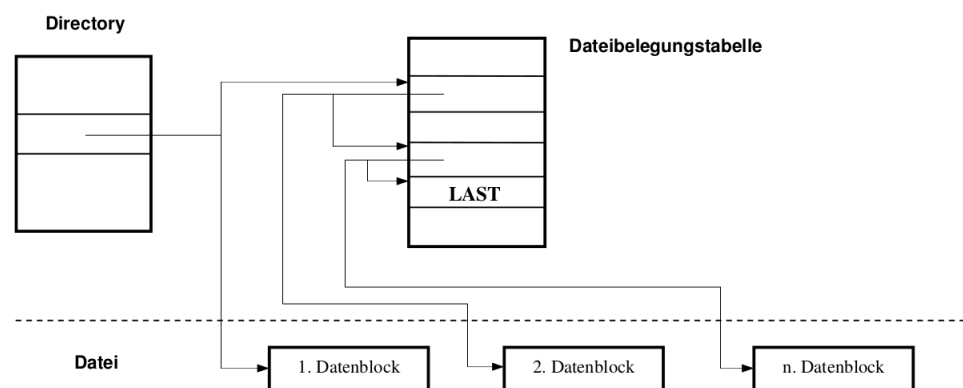 Directory
Dateibelegungstabelle
LAST
Datei
1. Datenblock
2. Datenblock
n. Datenblock